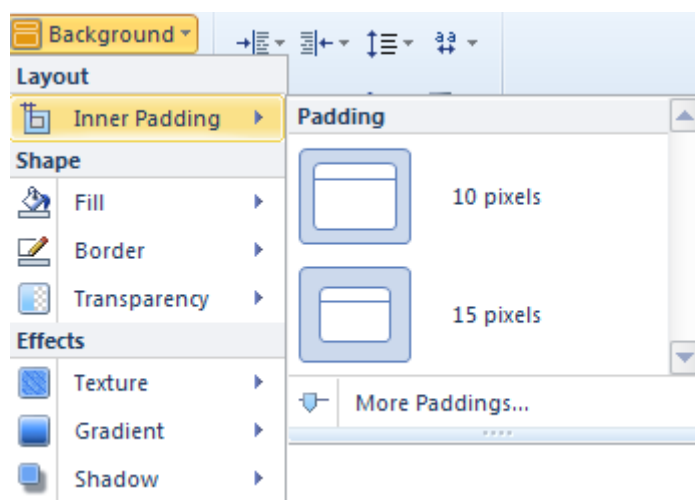 Background
Layout
Inner Padding
Padding
Shape
10 pixels
Fill
Border
Transparency
15 pixels
Effects
Texture
More Paddings...
Gradient
Shadow